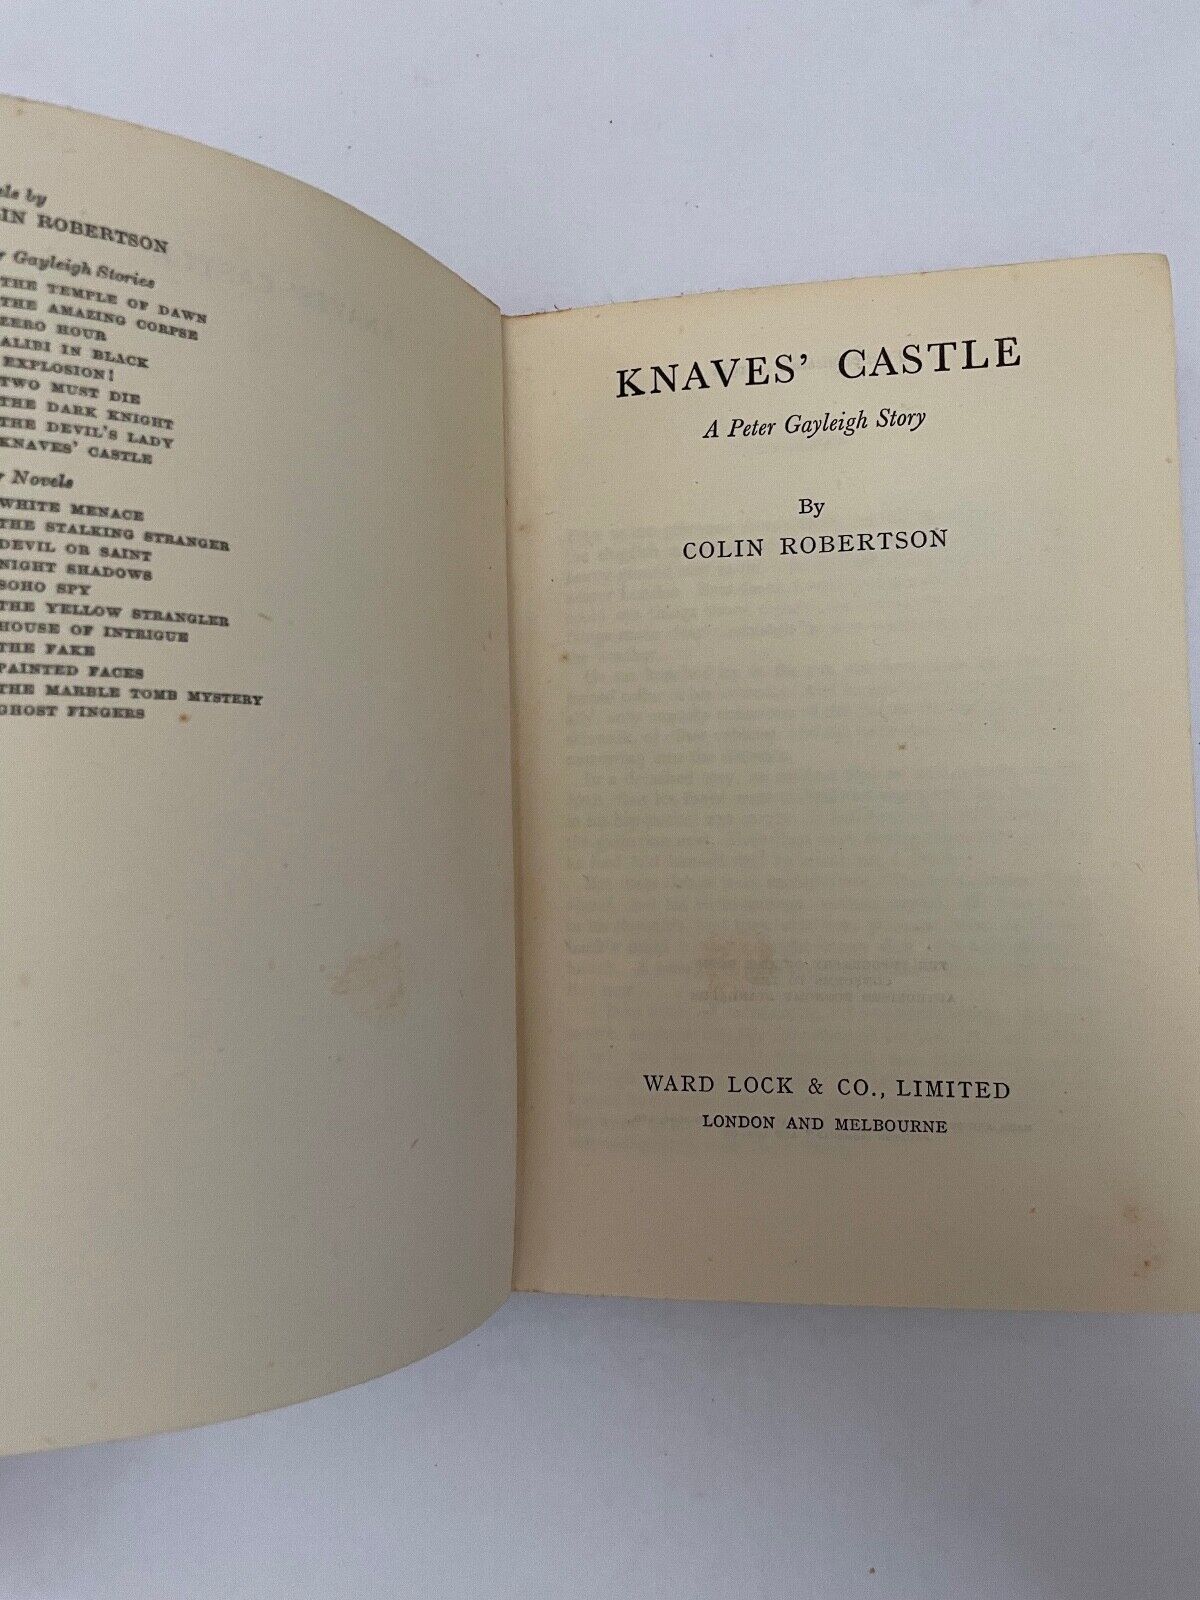 by
ROBERTSON
Gayleigh Stories
THE TEMPLE OF DAWN
THE AMAZING CORPSE
ZERO HOUR
ALIBI IN BLACK
EXPLOSION!
TWO MUST DIE
THE DARK KNIGHT
THE DEVIL'S LADY
KNAVES' CASTLE
Novels
WHITE MENACE
THE STALKING STRANGER
DEVIL OR SAINT
NIGHT SHADOWS
SOHO SPY
THE YELLOW STRANGLER
HOUSE OF INTRIGUE
THE FAKE
PAINTED FACES
THE MARBLE TOMB MYSTERY
GHOST FINGERS
KNAVES' CASTLE
A Peter Gayleigh Story
By
COLIN ROBERTSON
WARD LOCK & CO., LIMITED
LONDON AND MELBOURNE